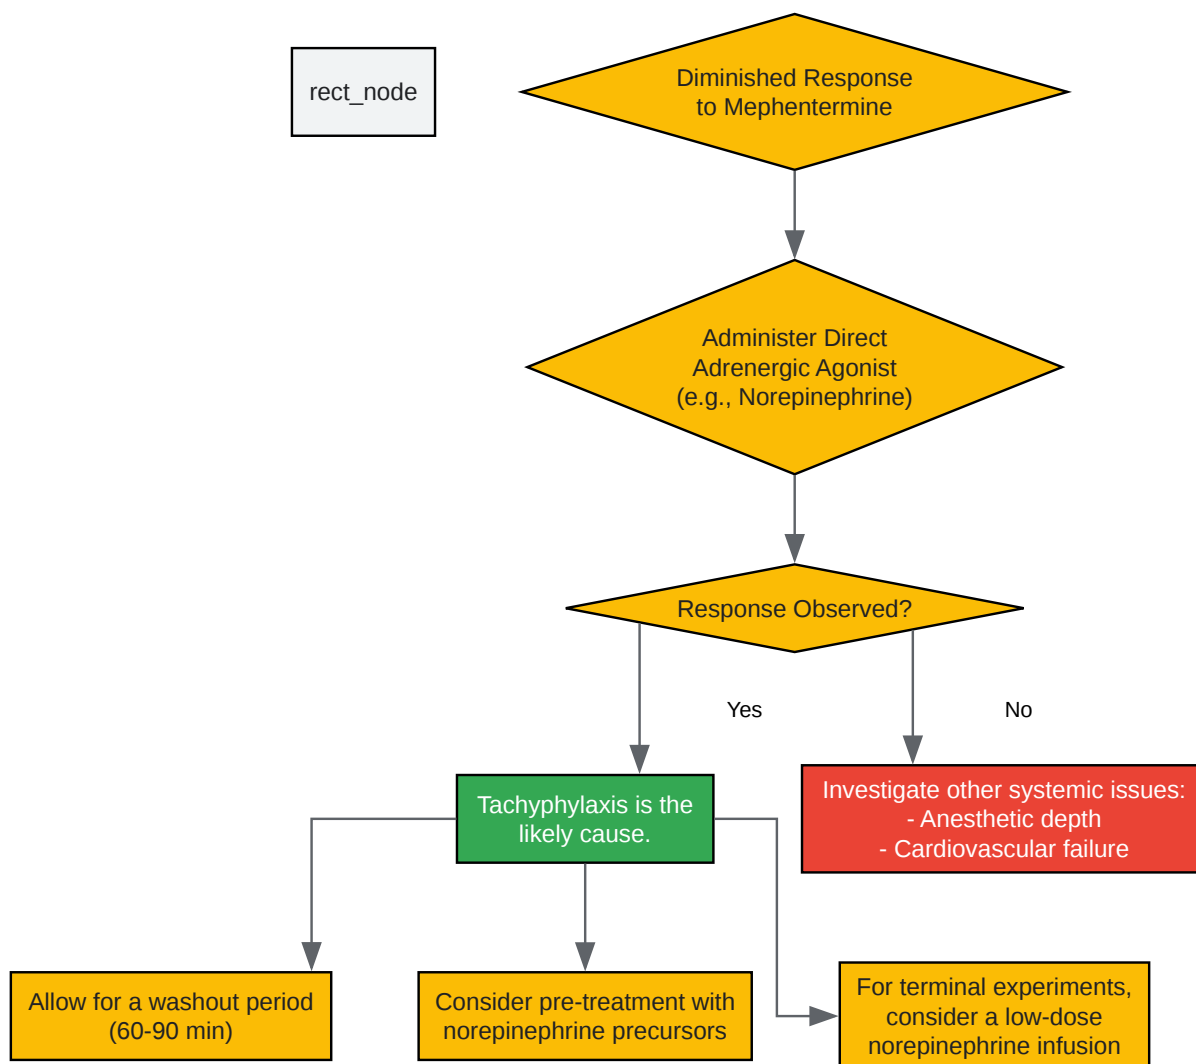 rect_node
Diminished Response
to Mephentermine
Administer Direct
Adrenergic Agonist
(e.g., Norepinephrine)
Response Observed?
Yes
No
Tachyphylaxis is the
likely cause.
Investigate other systemic issues:
- Anesthetic depth
- Cardiovascular failure
Allow for a washout period
(60-90 min)
Consider pre-treatment with
norepinephrine precursors
For terminal experiments,
consider a low-dose
norepinephrine infusion